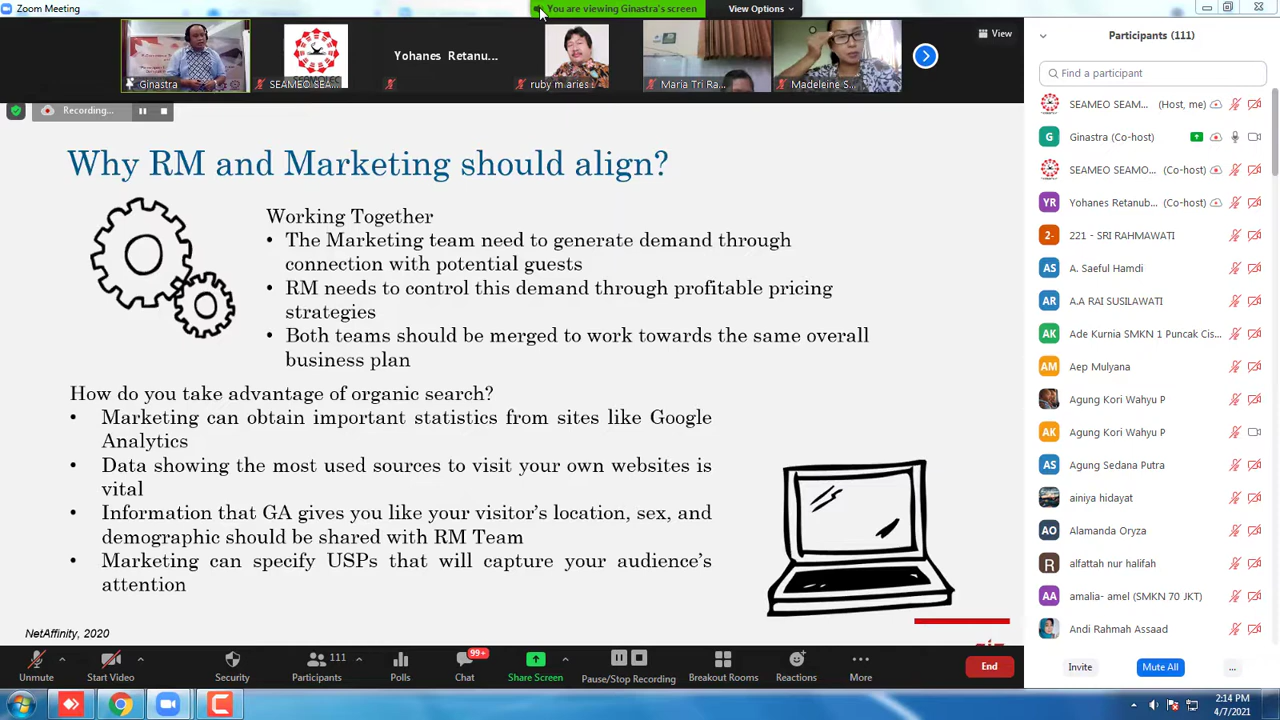 Zoom Meeting
You are viewing Ginastra's screen
View Options
Ginastra
SEAMEO SEA...
Yohanes Retanu...
ruby m aries s...
Maria Tri Ra...
Madeleine S...
View
Recording...
Why RM and Marketing should align?
Working Together
• The Marketing team need to generate demand through
connection with potential guests
• RM needs to control this demand through profitable pricing
strategies
• Both teams should be merged to work towards the same overall
business plan
How do you take advantage of organic search?
• Marketing can obtain important statistics from sites like Google
Analytics
• Data showing the most used sources to visit your own websites is
vital
• Information that GA gives you like your visitor's location, sex, and
demographic should be shared with RM Team
• Marketing can specify USPs that will capture your audience's
attention
NetAffinity, 2020
Participants (111)
Find a participant
SEAMEO SEAM... (Host, me)
G Ginastra (Co-host)
SEAMEO SEAMO... (Co-host)
YR Yohanes Retanub... (Co-host)
2- 221 - SRI RAHMAWATI
AS A. Saeful Hamdi
AR A.A RAI SUSILAWATI
AK Ade Kurnia SMKN 1 Puncak Cis...
AM Aep Mulyana
Agung Kori Wahyu P
AK Agung Kori Wahyu P
AS Agung Sedana Putra
ainiya hidayat
AO Alamanda Oryza
R alfattah nur halifah
AA amalia- amel (SMKN 70 JKT)
Andi Rahmah Assaad
Invite
Mute All
...
Unmute
Start Video
Security
111
Participants
Polls
99+
Chat
Share Screen
Pause/Stop Recording
Breakout Rooms
Reactions
More
End
2:14 PM
4/7/2021